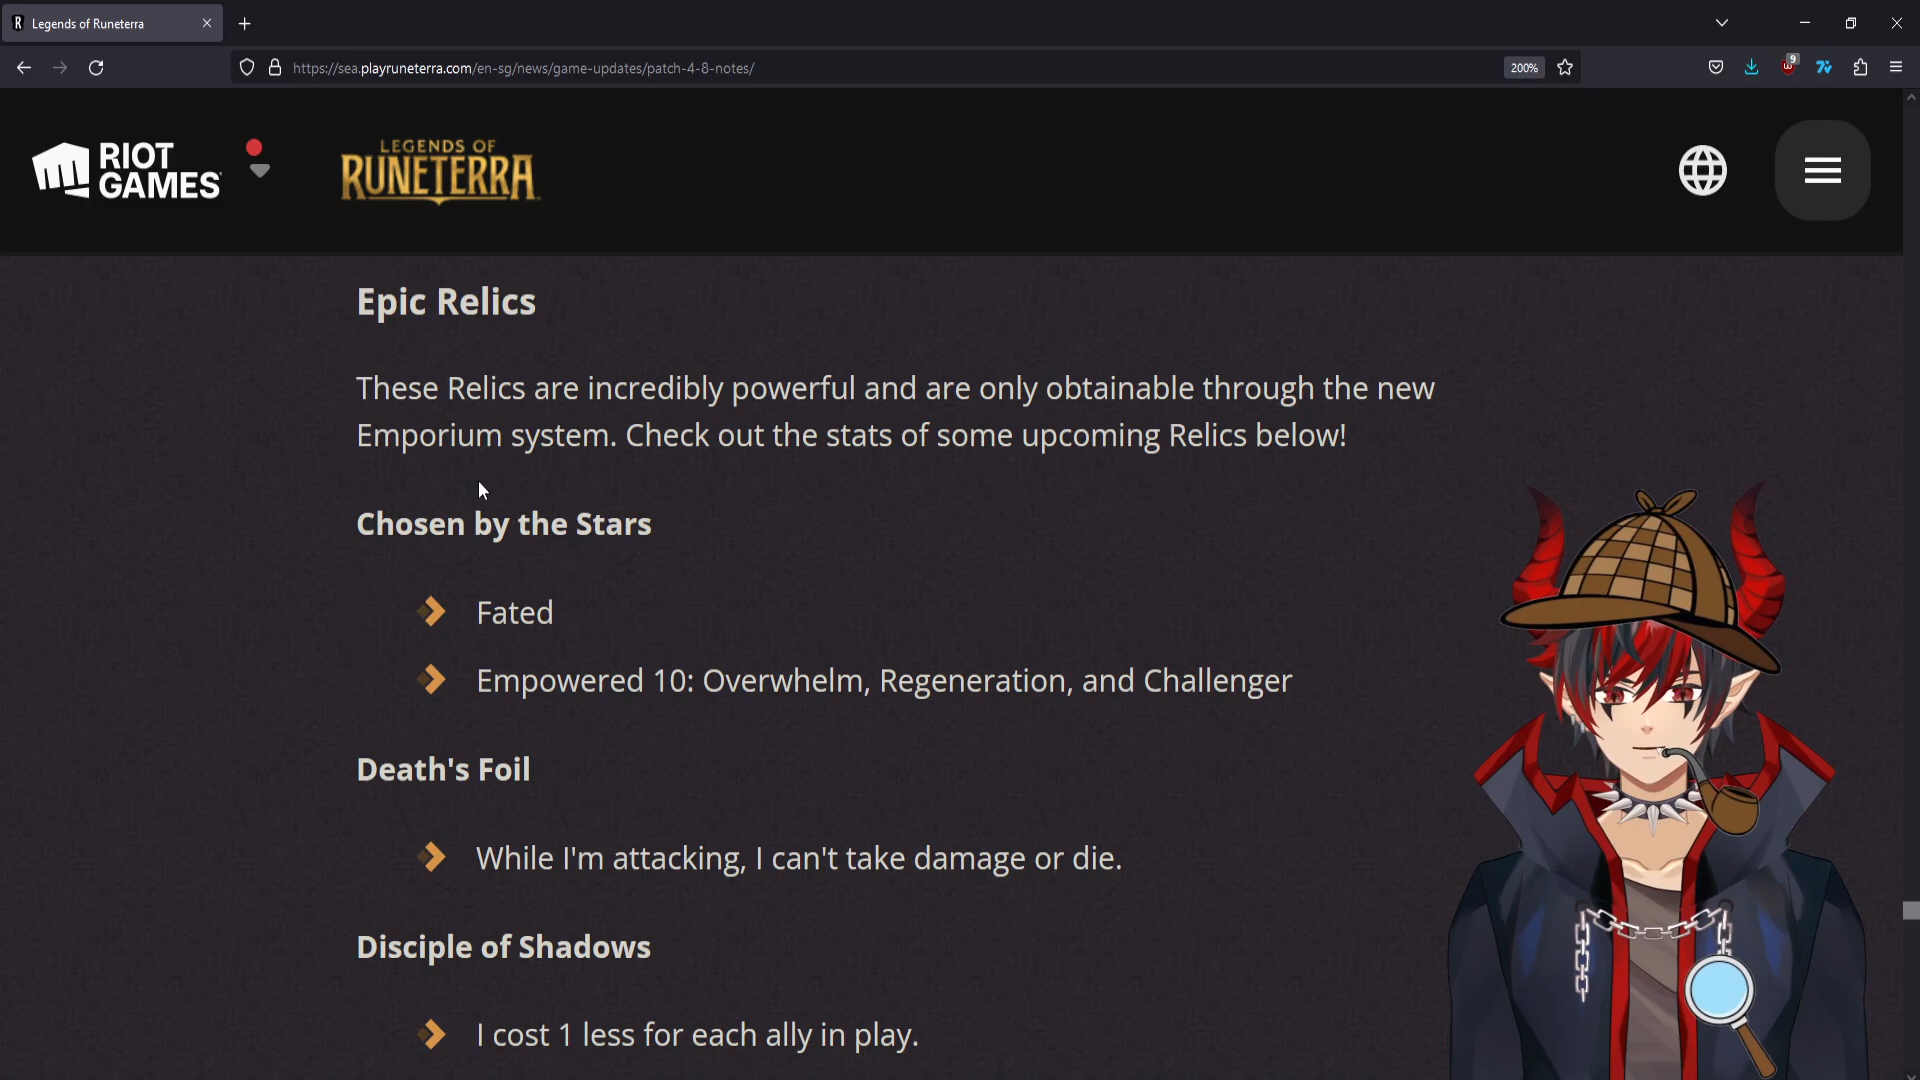 Legends of Runeterra
https://sea.playruneterra.com/en-sg/news/game-updates/patch-4-8-notes/
200%
9
RIOT
GAMES
LEGENDS OF
RUNETERRA
Epic Relics
These Relics are incredibly powerful and are only obtainable through the new
Emporium system. Check out the stats of some upcoming Relics below!
Chosen by the Stars
Fated
Empowered 10: Overwhelm, Regeneration, and Challenger
Death's Foil
While I'm attacking, I can't take damage or die.
Disciple of Shadows
I cost 1 less for each ally in play.